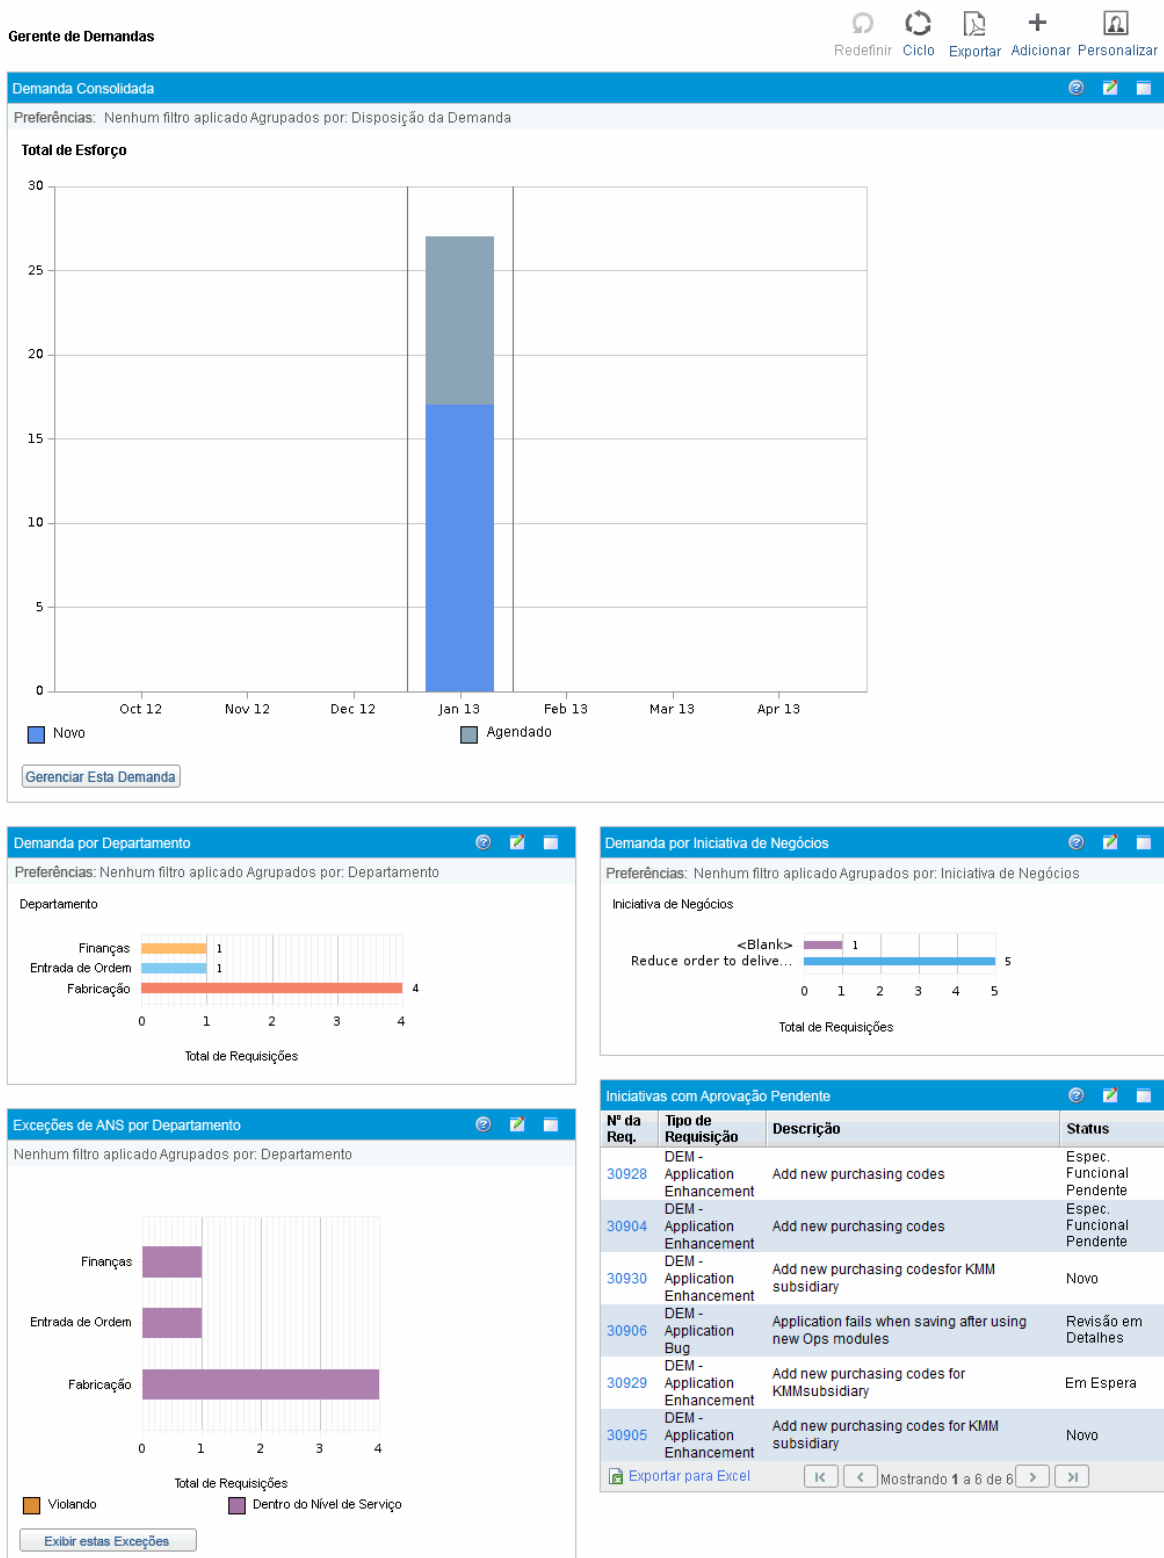 Gerente de Demandas
Redefinir Ciclo Exportar Adicionar Personalizar
Demanda Consolidada
Preferências: Nenhum filtro aplicado Agrupados por: Disposição da Demanda
Total de Esforço
30
25
20
15
10
5
0
Oct 12 Nov 12 Dec 12 Jan 13 Feb 13 Mar 13 Apr 13
Novo Agendado
Gerenciar Esta Demanda
Demanda por Departamento
Preferências: Nenhum filtro aplicado Agrupados por: Departamento
Departamento
Finanças 1
Entrada de Ordem 1
Fabricação 4
0 1 2 3 4
Total de Requisições
Demanda por Iniciativa de Negócios
Preferências: Nenhum filtro aplicado Agrupados por: Iniciativa de Negócios
Iniciativa de Negócios
<Blank> 1
Reduce order to delive... 5
0 1 2 3 4 5
Total de Requisições
Exceções de ANS por Departamento
Nenhum filtro aplicado Agrupados por: Departamento
Finanças
Entrada de Ordem
Fabricação
0 1 2 3 4
Total de Requisições
Violando Dentro do Nível de Serviço
Exibir estas Exceções
Iniciativas com Aprovação Pendente
Nº da Req. Tipo de Requisição Descrição Status
30928 DEM - Application Enhancement Add new purchasing codes Espec. Funcional Pendente
30904 DEM - Application Enhancement Add new purchasing codes Espec. Funcional Pendente
30930 DEM - Application Enhancement Add new purchasing codesfor KMM subsidiary Novo
30906 DEM - Application Bug Application fails when saving after using new Ops modules Revisão em Detalhes
30929 DEM - Application Enhancement Add new purchasing codes for KMMsubsidiary Em Espera
30905 DEM - Application Enhancement Add new purchasing codes for KMM subsidiary Novo
Exportar para Excel Mostrando 1 a 6 de 6